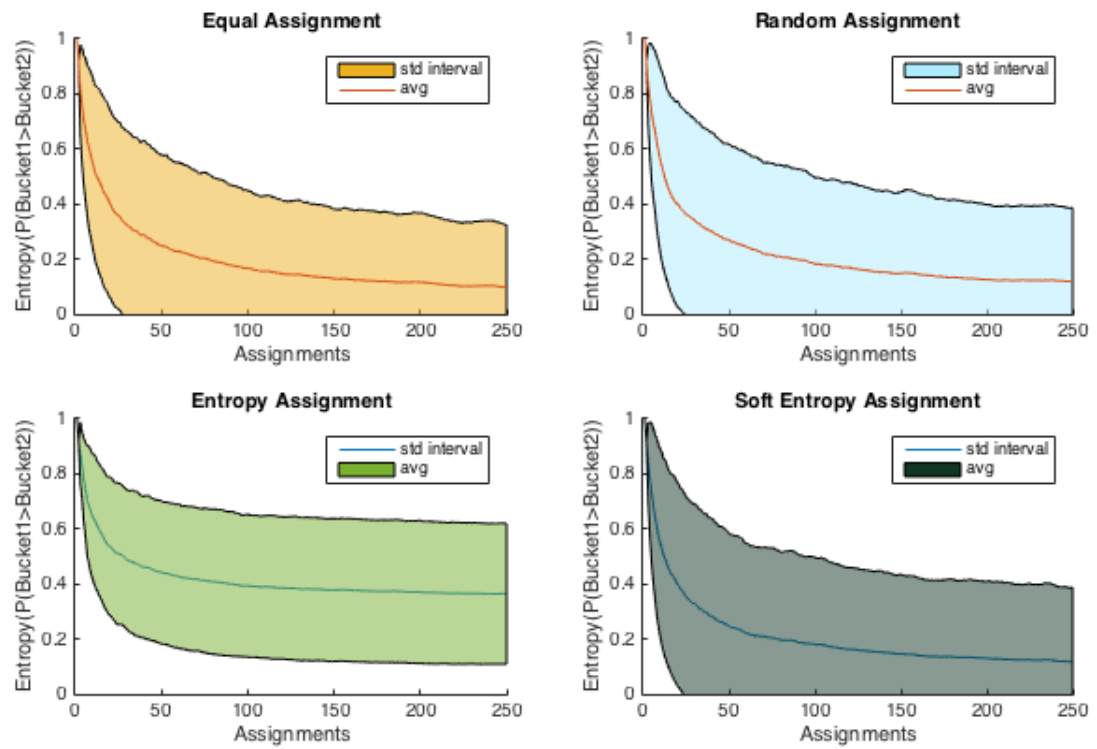 Equal Assignment
Entropy(P(Bucket1>Bucket2))
1
0.8
0.6
0.4
0.2
0
0 50 100 150 200 250
Assignments
std interval
avg
Random Assignment
Entropy(P(Bucket1>Bucket2))
1
0.8
0.6
0.4
0.2
0
0 50 100 150 200 250
Assignments
std interval
avg
Entropy Assignment
Entropy(P(Bucket1>Bucket2))
1
0.8
0.6
0.4
0.2
0
0 50 100 150 200 250
Assignments
std interval
avg
Soft Entropy Assignment
Entropy(P(Bucket1>Bucket2))
1
0.8
0.6
0.4
0.2
0
0 50 100 150 200 250
Assignments
std interval
avg